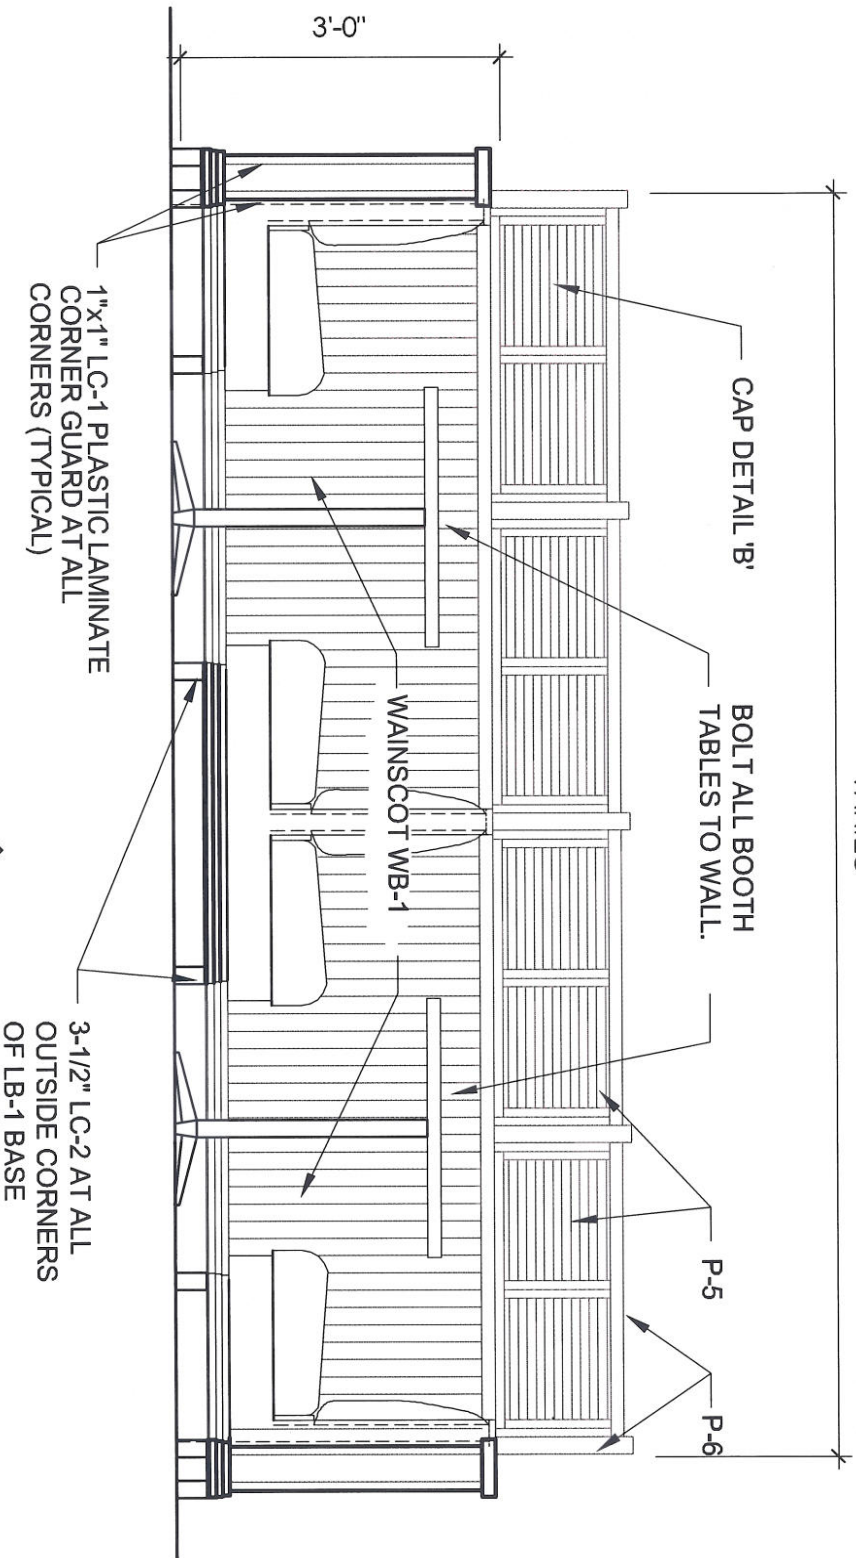 3'-0"
CAP DETAIL 'B'
BOLT ALL BOOTH
TABLES TO WALL.
P-5
P-6
WAINSCOT WB-1
1"x1" LC-1 PLASTIC LAMINATE
CORNER GUARD AT ALL
CORNERS (TYPICAL)
3-1/2" LC-2 AT ALL
OUTSIDE CORNERS
OF LB-1 BASE